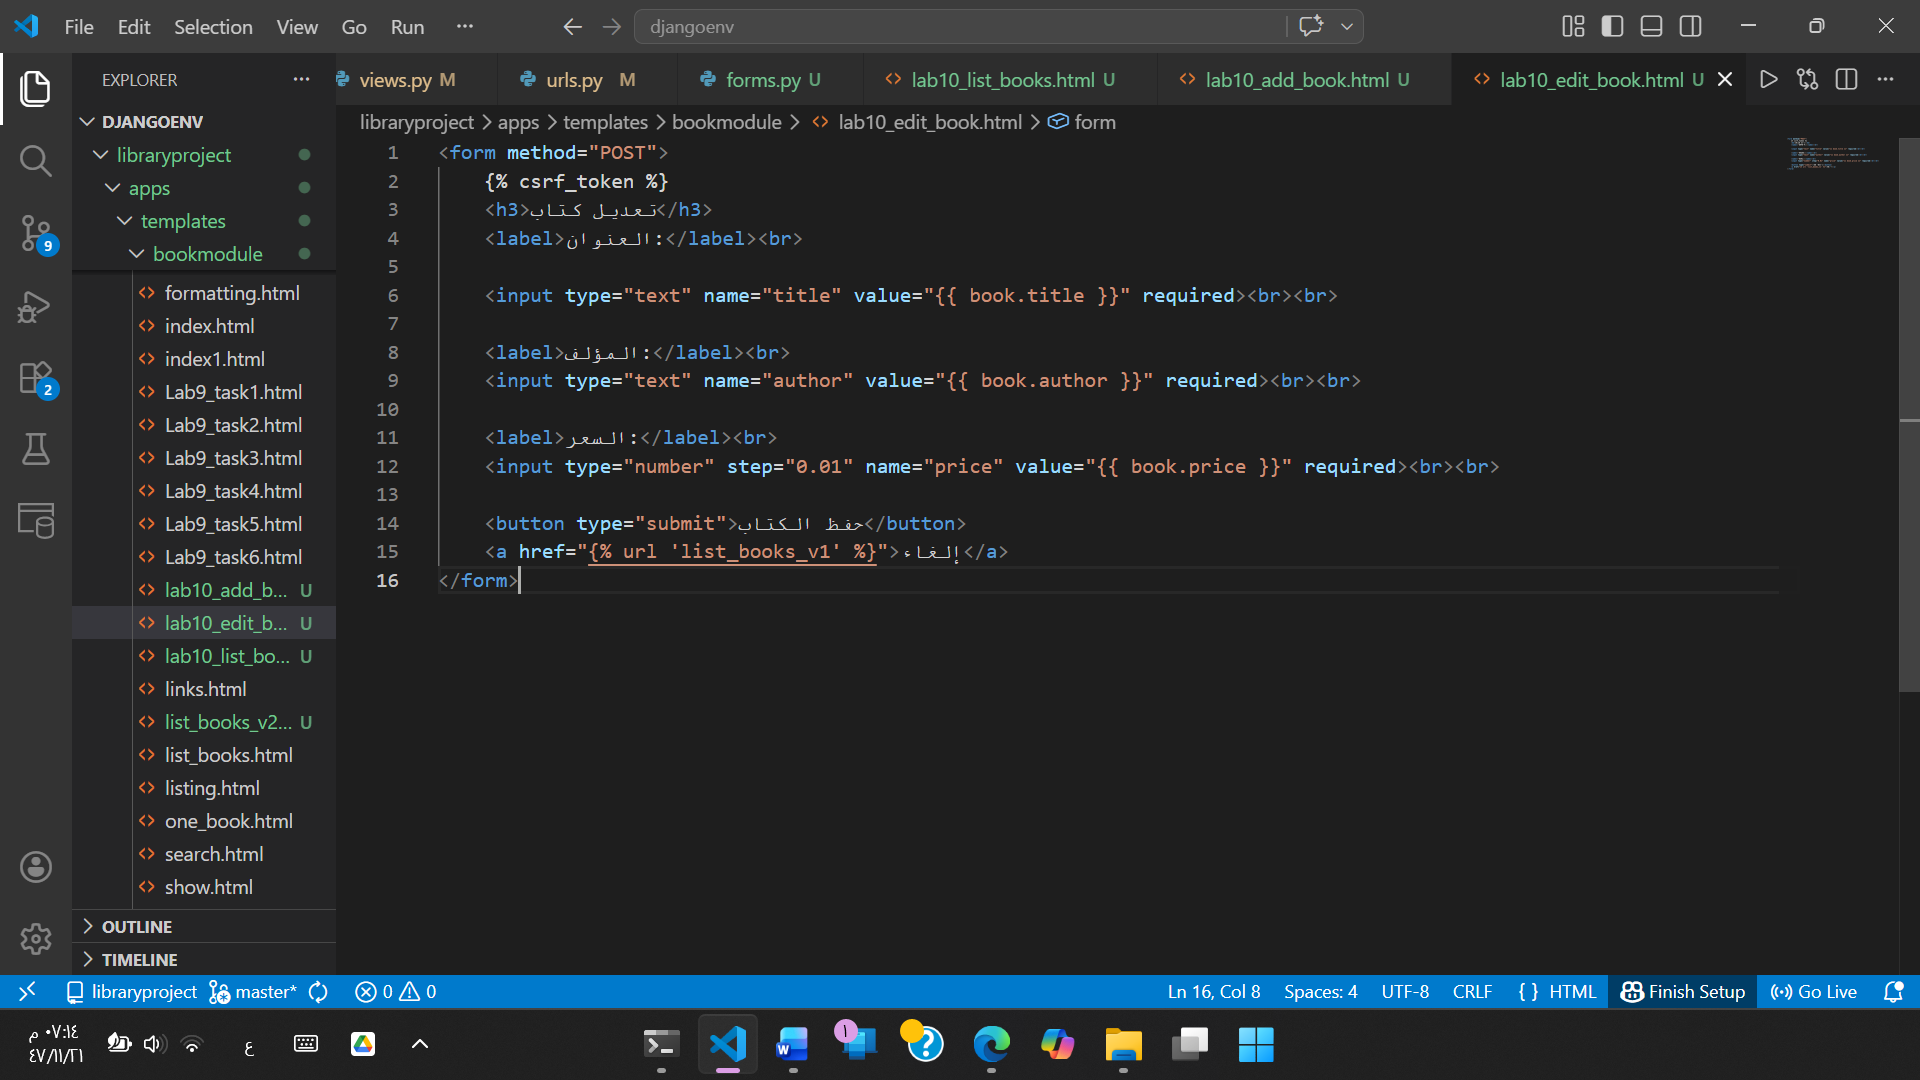 File Edit Selection View Go Run ··· djangoenv
EXPLORER ···
DJANGOENV
libraryproject
apps
templates
bookmodule
formatting.html
index.html
index1.html
Lab9_task1.html
Lab9_task2.html
Lab9_task3.html
Lab9_task4.html
Lab9_task5.html
Lab9_task6.html
lab10_add_b... U
lab10_edit_b... U
lab10_list_bo... U
links.html
list_books_v2... U
list_books.html
listing.html
one_book.html
search.html
show.html
OUTLINE
TIMELINE
9
2
views.py M urls.py M forms.py U lab10_list_books.html U lab10_add_book.html U lab10_edit_book.html U
libraryproject > apps > templates > bookmodule > lab10_edit_book.html > form
1 <form method="POST">
2 {% csrf_token %}
3 <h3>تعديل كتاب</h3>
4 <label>العنوان:</label><br>
5
6 <input type="text" name="title" value="{{ book.title }}" required><br><br>
7
8 <label>المؤلف:</label><br>
9 <input type="text" name="author" value="{{ book.author }}" required><br><br>
10
11 <label>السعر:</label><br>
12 <input type="number" step="0.01" name="price" value="{{ book.price }}" required><br><br>
13
14 <button type="submit">حفظ الكتاب</button>
15 <a href="{% url 'list_books_v1' %}">إلغاء</a>
16 </form>
libraryproject master* 0 0 Ln 16, Col 8 Spaces: 4 UTF-8 CRLF { } HTML Finish Setup Go Live
٠٧:١٤ م
٤٧/١١/٢١
ع
١